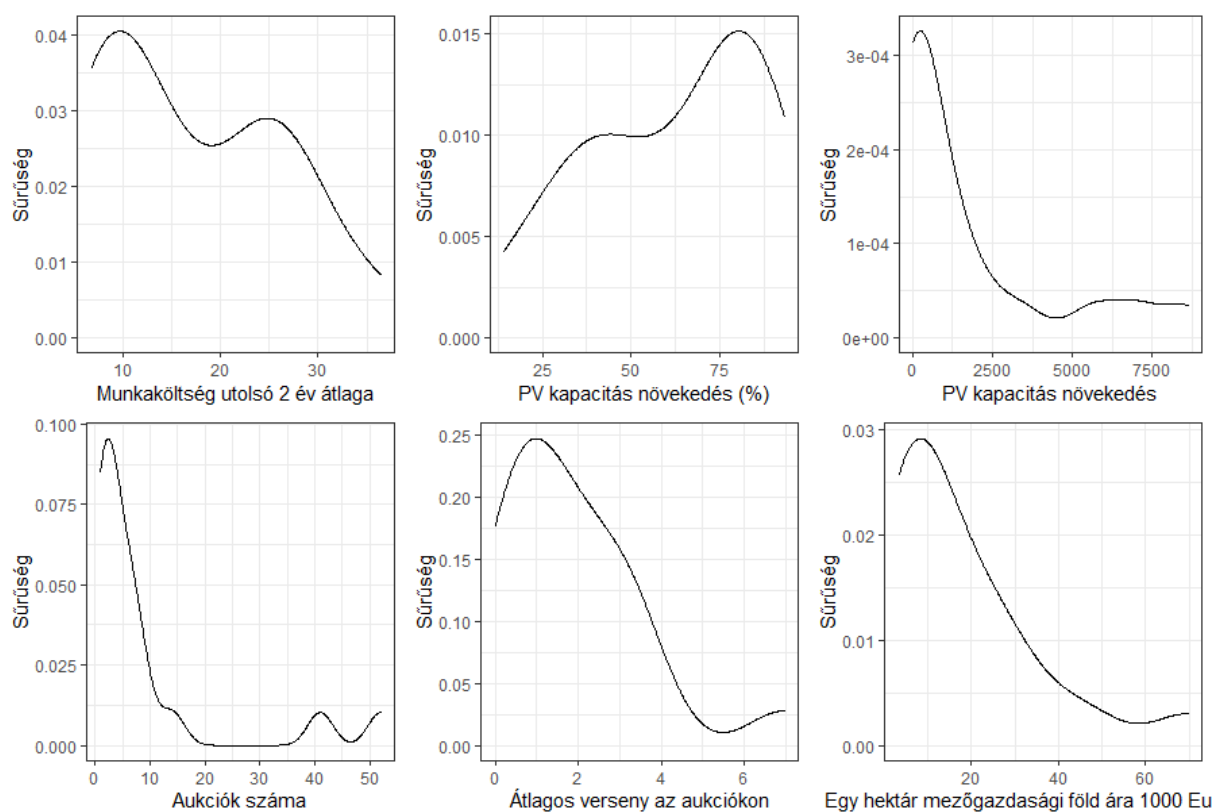 0.04
0.03
0.02
0.01
0.00
Sűrűség
10 20 30
Munkaköltség utolsó 2 év átlaga
0.015
0.010
0.005
0.000
Sűrűség
25 50 75
PV kapacitás növekedés (%)
3e-04
2e-04
1e-04
0e+00
Sűrűség
0 2500 5000 7500
PV kapacitás növekedés
0.100
0.075
0.050
0.025
0.000
Sűrűség
0 10 20 30 40 50
Aukciók száma
0.25
0.20
0.15
0.10
0.05
0.00
Sűrűség
0 2 4 6
Átlagos verseny az aukciókon
0.03
0.02
0.01
0.00
Sűrűség
20 40 60
Egy hektár mezőgazdasági föld ára 1000 Eu